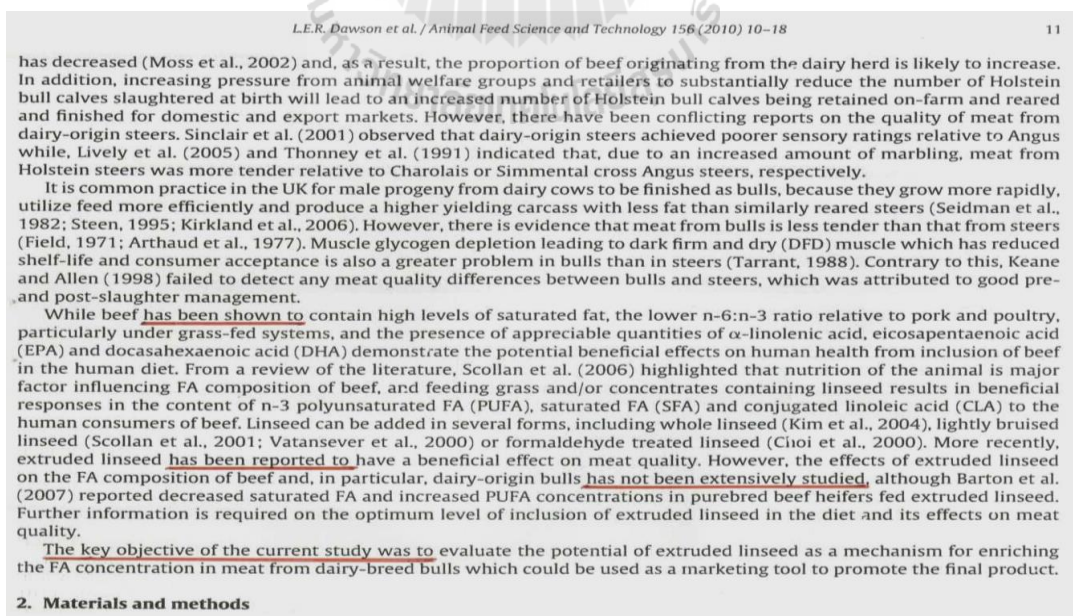 L.E.R. Dawson et al. / Animal Feed Science and Technology 156 (2010) 10–18 11
has decreased (Moss et al., 2002) and, as a result, the proportion of beef originating from the dairy herd is likely to increase.
In addition, increasing pressure from animal welfare groups and retailers to substantially reduce the number of Holstein
bull calves slaughtered at birth will lead to an increased number of Holstein bull calves being retained on-farm and reared
and finished for domestic and export markets. However, there have been conflicting reports on the quality of meat from
dairy-origin steers. Sinclair et al. (2001) observed that dairy-origin steers achieved poorer sensory ratings relative to Angus
while, Lively et al. (2005) and Thonney et al. (1991) indicated that, due to an increased amount of marbling, meat from
Holstein steers was more tender relative to Charolais or Simmental cross Angus steers, respectively.
It is common practice in the UK for male progeny from dairy cows to be finished as bulls, because they grow more rapidly,
utilize feed more efficiently and produce a higher yielding carcass with less fat than similarly reared steers (Seidman et al.,
1982; Steen, 1995; Kirkland et al., 2006). However, there is evidence that meat from bulls is less tender than that from steers
(Field, 1971; Arthaud et al., 1977). Muscle glycogen depletion leading to dark firm and dry (DFD) muscle which has reduced
shelf-life and consumer acceptance is also a greater problem in bulls than in steers (Tarrant, 1988). Contrary to this, Keane
and Allen (1998) failed to detect any meat quality differences between bulls and steers, which was attributed to good pre-
and post-slaughter management.
While beef has been shown to contain high levels of saturated fat, the lower n-6:n-3 ratio relative to pork and poultry,
particularly under grass-fed systems, and the presence of appreciable quantities of α-linolenic acid, eicosapentaenoic acid
(EPA) and docasahexaenoic acid (DHA) demonstrate the potential beneficial effects on human health from inclusion of beef
in the human diet. From a review of the literature, Scollan et al. (2006) highlighted that nutrition of the animal is major
factor influencing FA composition of beef, and feeding grass and/or concentrates containing linseed results in beneficial
responses in the content of n-3 polyunsaturated FA (PUFA), saturated FA (SFA) and conjugated linoleic acid (CLA) to the
human consumers of beef. Linseed can be added in several forms, including whole linseed (Kim et al., 2004), lightly bruised
linseed (Scollan et al., 2001; Vatansever et al., 2000) or formaldehyde treated linseed (Choi et al., 2000). More recently,
extruded linseed has been reported to have a beneficial effect on meat quality. However, the effects of extruded linseed
on the FA composition of beef and, in particular, dairy-origin bulls has not been extensively studied, although Barton et al.
(2007) reported decreased saturated FA and increased PUFA concentrations in purebred beef heifers fed extruded linseed.
Further information is required on the optimum level of inclusion of extruded linseed in the diet and its effects on meat
quality.
The key objective of the current study was to evaluate the potential of extruded linseed as a mechanism for enriching
the FA concentration in meat from dairy-breed bulls which could be used as a marketing tool to promote the final product.
2. Materials and methods